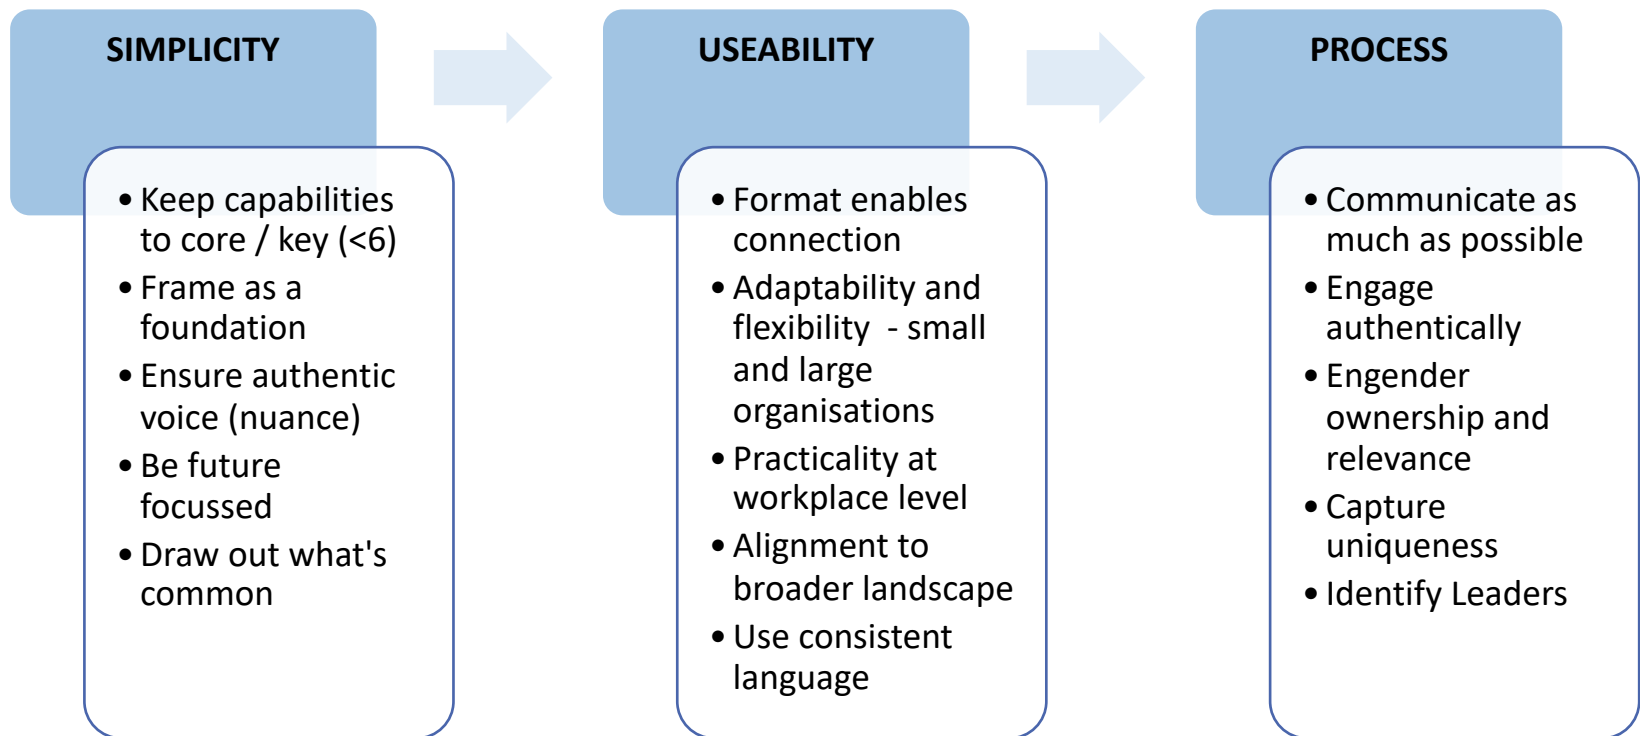 SIMPLICITY
• Keep capabilities
to core / key (<6)
• Frame as a
foundation
• Ensure authentic
voice (nuance)
• Be future
focussed
• Draw out what's
common
USEABILITY
• Format enables
connection
• Adaptability and
flexibility  - small
and large
organisations
• Practicality at
workplace level
• Alignment to
broader landscape
• Use consistent
language
PROCESS
• Communicate as
much as possible
• Engage
authentically
• Engender
ownership and
relevance
• Capture
uniqueness
• Identify Leaders